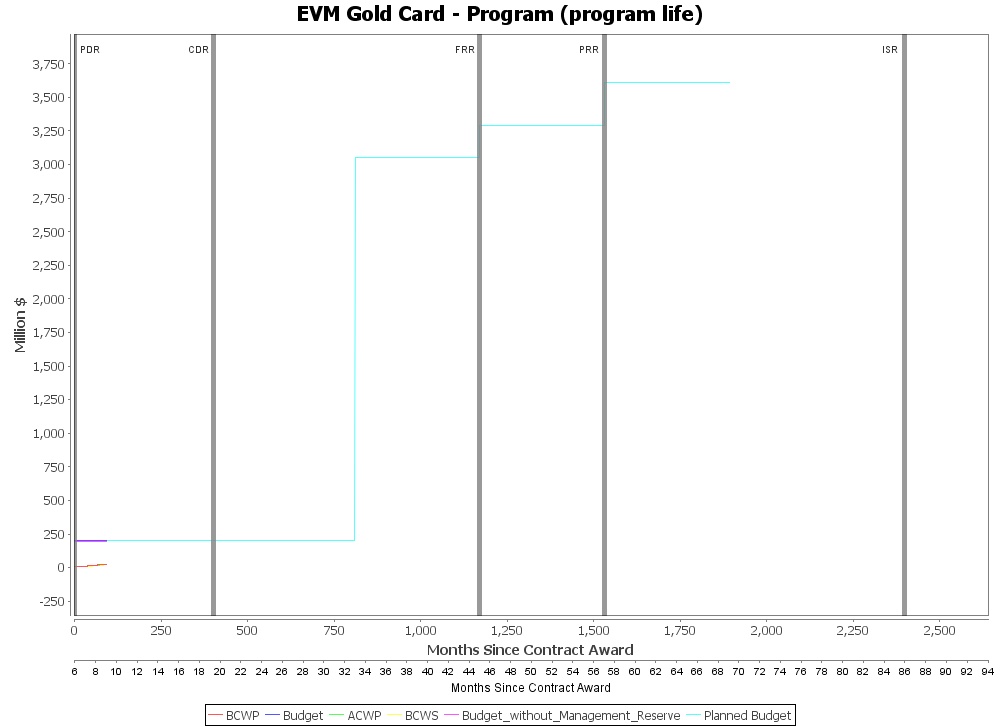 EVM Gold Card - Program (program life)
PDR CDR FRR PRR ISR
3,750
3,500
3,250
3,000
2,750
2,500
2,250
2,000
1,750
1,500
1,250
1,000
750
500
250
0
-250
Million $
0 250 500 750 1,000 1,250 1,500 1,750 2,000 2,250 2,500
Months Since Contract Award
6 8 10 12 14 16 18 20 22 24 26 28 30 32 34 36 38 40 42 44 46 48 50 52 54 56 58 60 62 64 66 68 70 72 74 76 78 80 82 84 86 88 90 92 94
Months Since Contract Award
BCWP Budget ACWP BCWS Budget_without_Management_Reserve Planned Budget